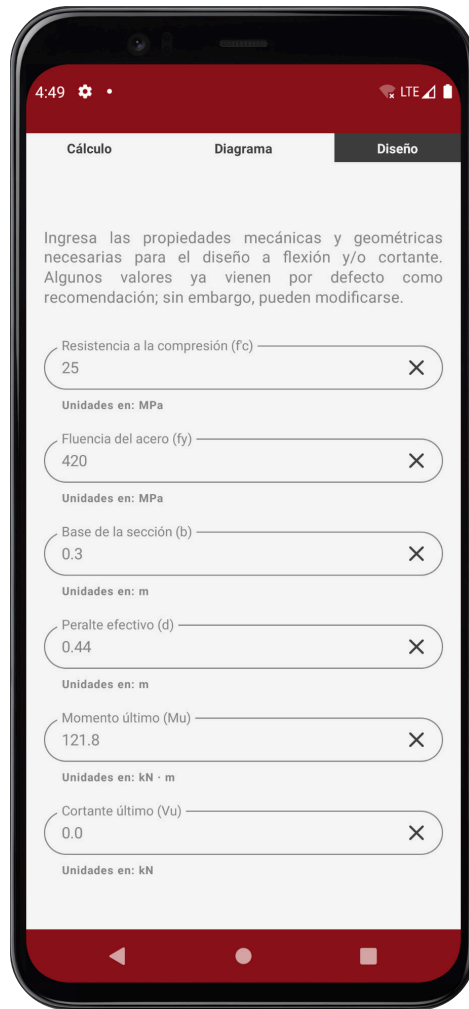 4:49 LTE
Cálculo Diagrama Diseño
Ingresa las propiedades mecánicas y geométricas
necesarias para el diseño a flexión y/o cortante.
Algunos valores ya vienen por defecto como
recomendación; sin embargo, pueden modificarse.
Resistencia a la compresión (f'c)
25
Unidades en: MPa
Fluencia del acero (fy)
420
Unidades en: MPa
Base de la sección (b)
0.3
Unidades en: m
Peralte efectivo (d)
0.44
Unidades en: m
Momento último (Mu)
121.8
Unidades en: kN · m
Cortante último (Vu)
0.0
Unidades en: kN